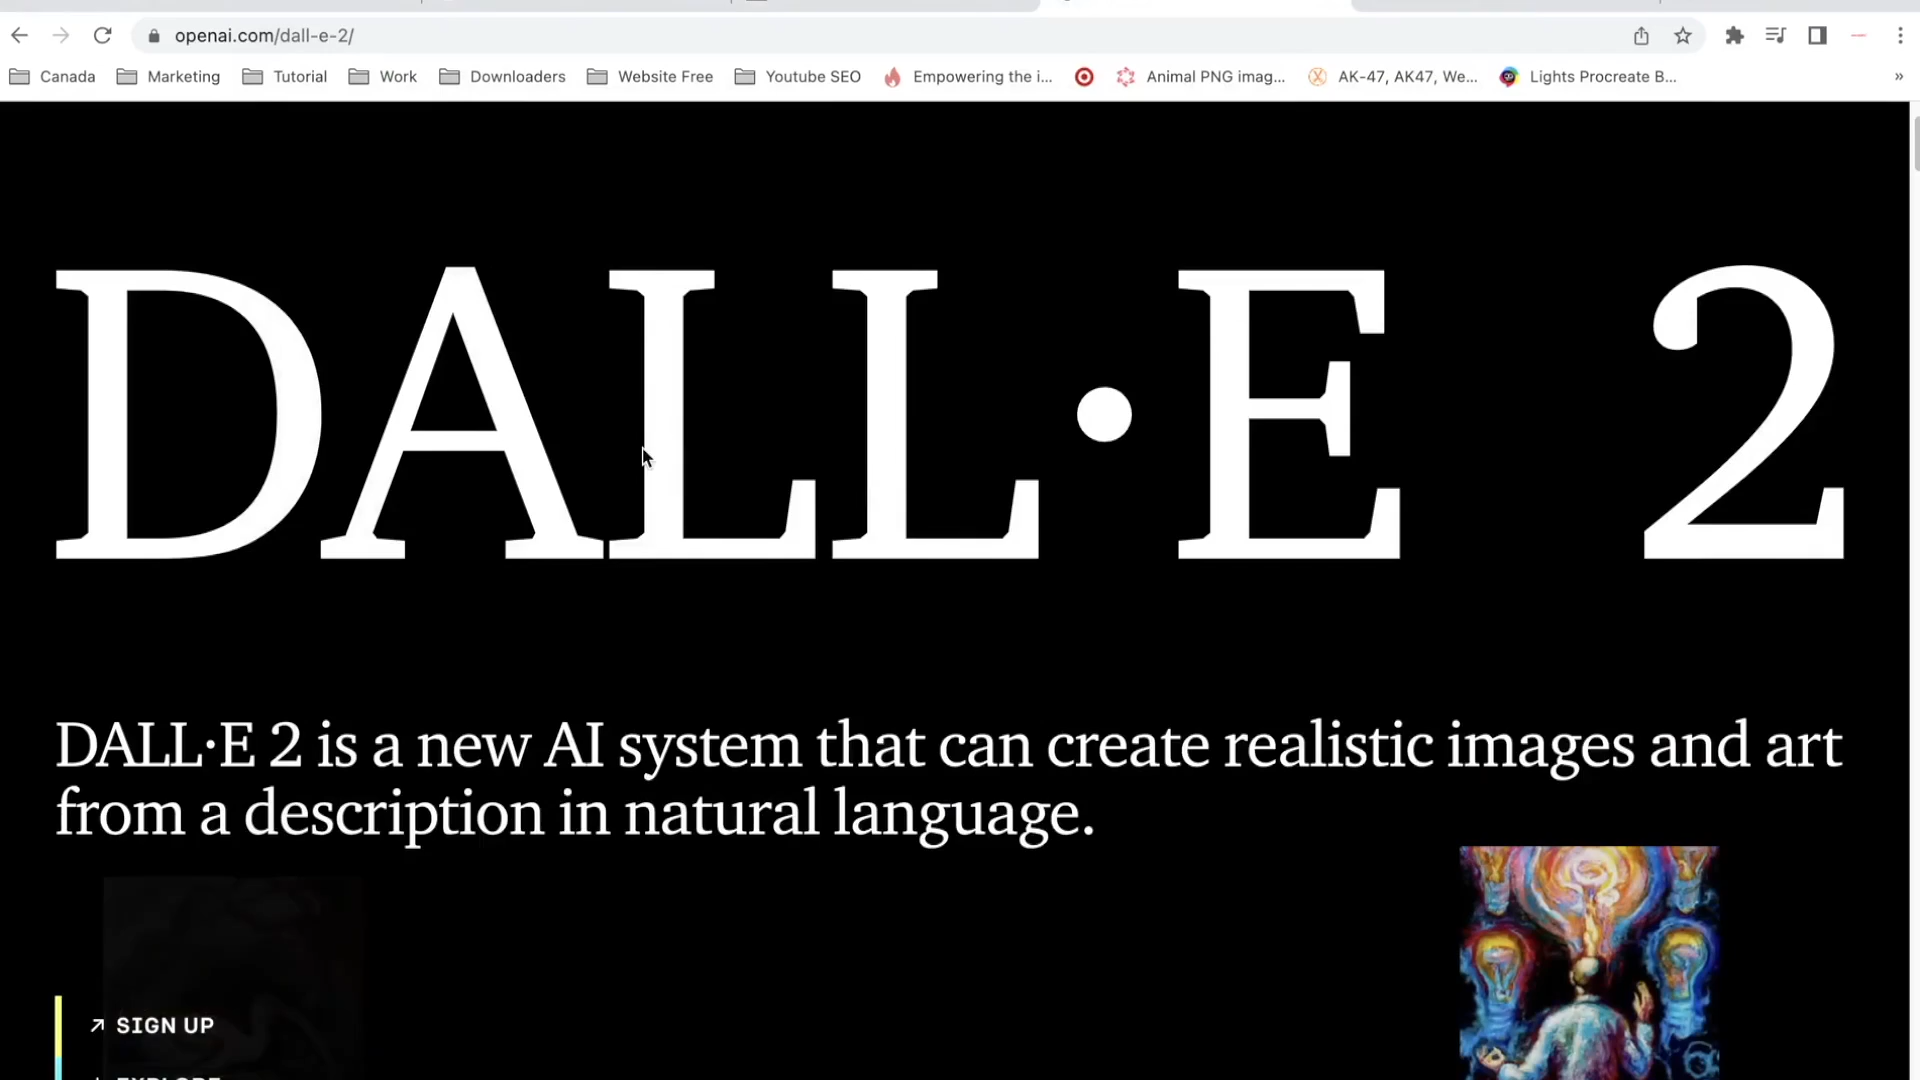 openai.com/dall-e-2/
Canada Marketing Tutorial Work Downloaders Website Free Youtube SEO Empowering the i... Animal PNG imag... AK-47, AK47, We... Lights Procreate B... »
DALL·E 2
DALL·E 2 is a new AI system that can create realistic images and art
from a description in natural language.
SIGN UP
EXPLORE